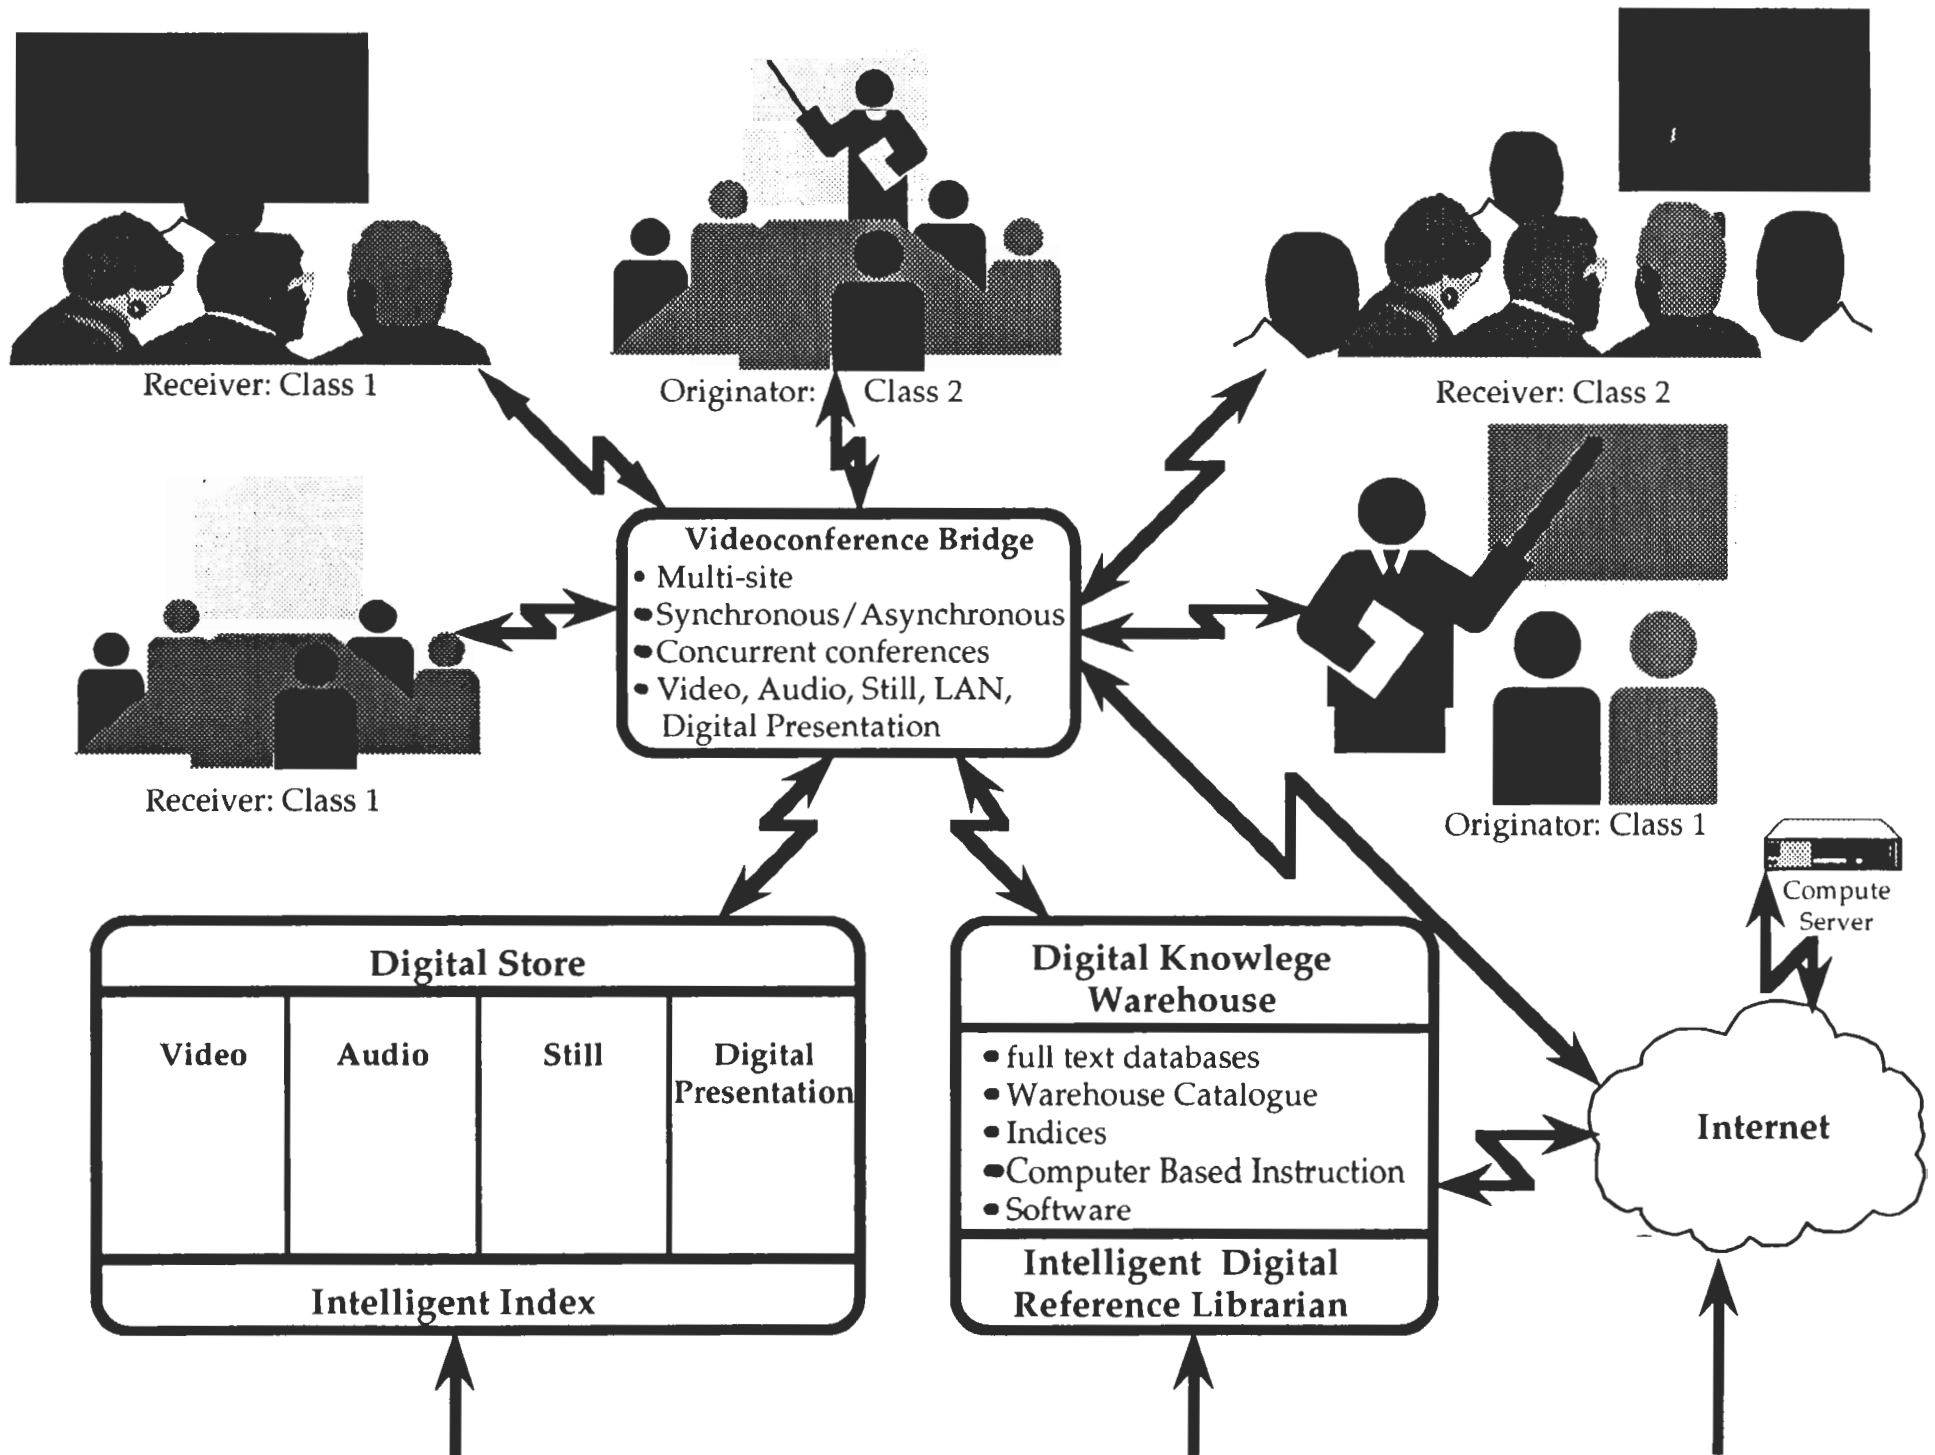 Receiver: Class 1
Originator: Class 2
Receiver: Class 2
Videoconference Bridge
• Multi-site
• Synchronous/Asynchronous
• Concurrent conferences
• Video, Audio, Still, LAN,
Digital Presentation
Receiver: Class 1
Originator: Class 1
Compute
Server
Digital Store
Video
Audio
Still
Digital
Presentation
Intelligent Index
Digital Knowlege
Warehouse
• full text databases
• Warehouse Catalogue
• Indices
• Computer Based Instruction
• Software
Intelligent Digital
Reference Librarian
Internet